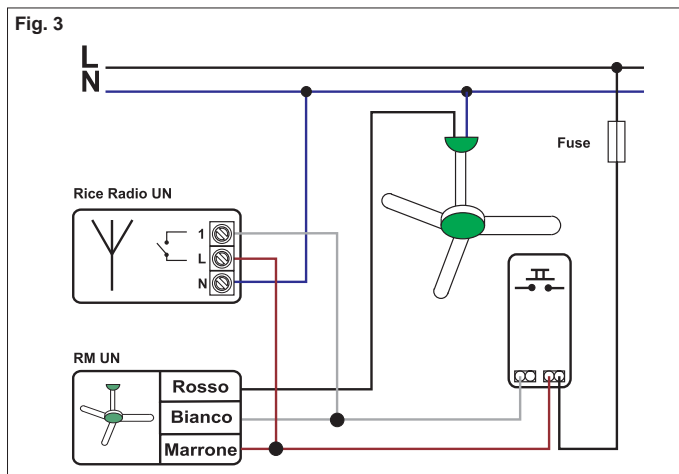 Fig. 3
L
N
Fuse
Rice Radio UN
1
L
N
RM UN
Rosso
Bianco
Marrone